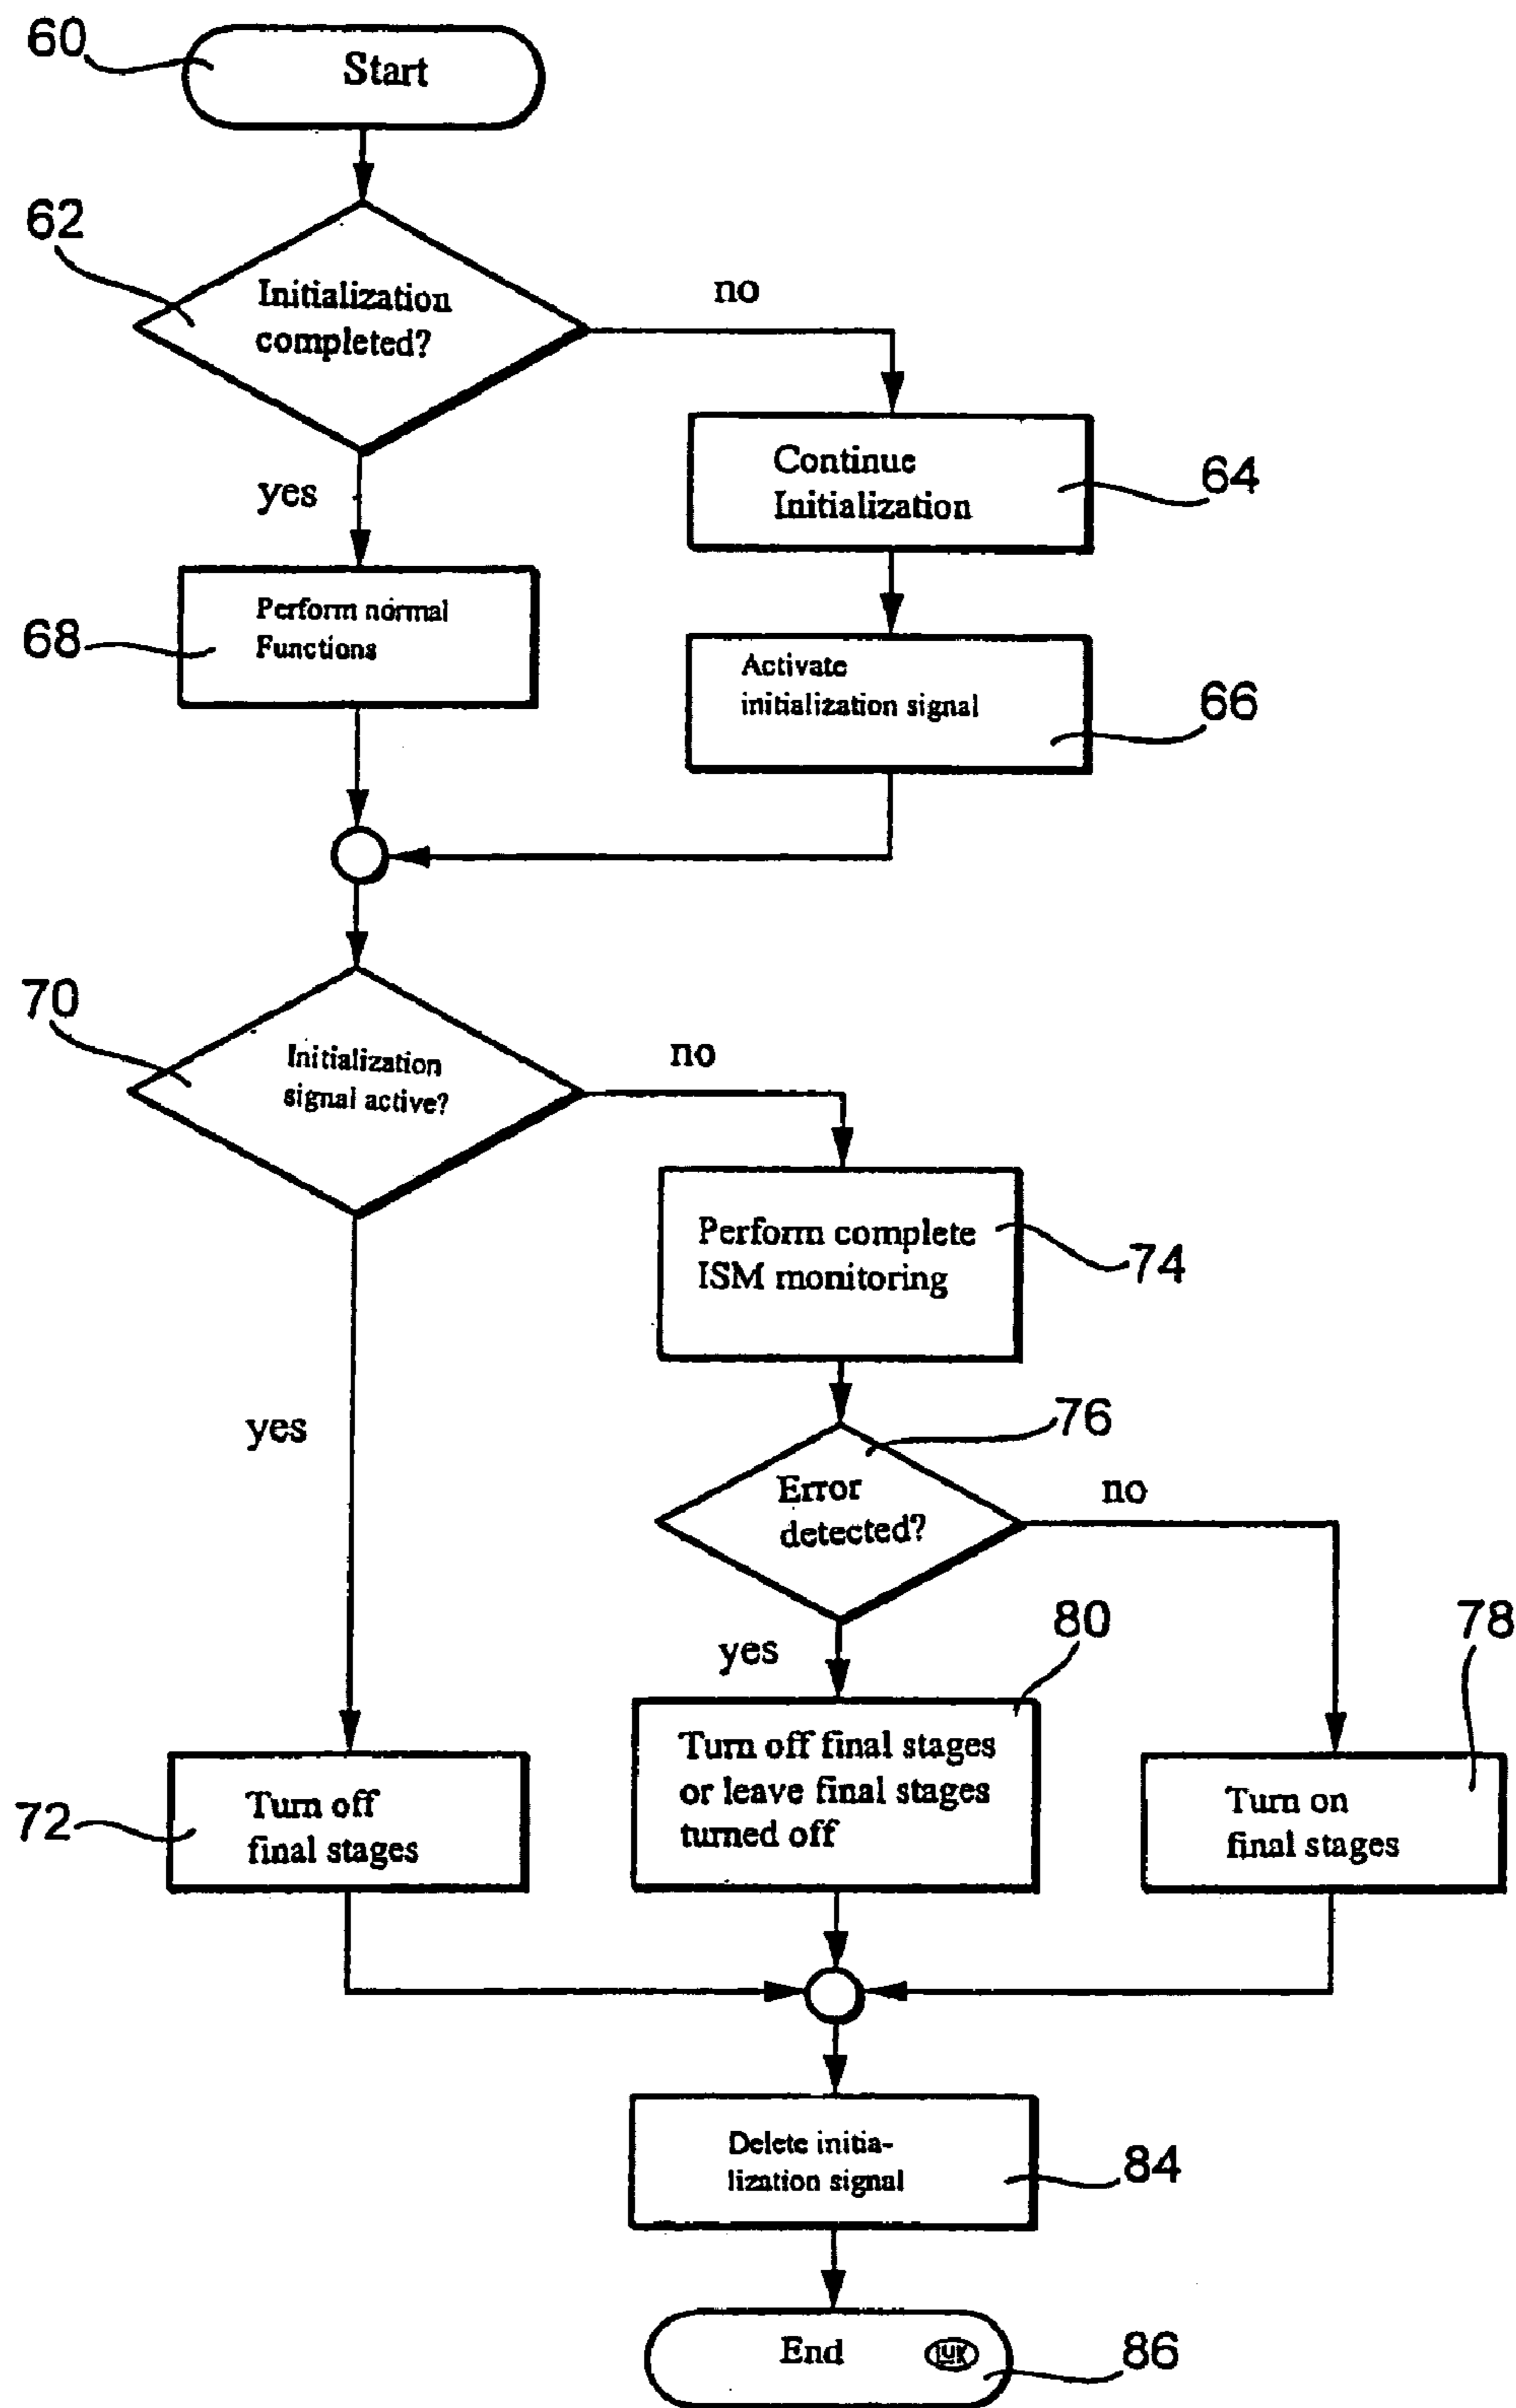 60
Start
62
Initialization
completed?
no
yes
Continue
Initialization
64
68
Perform normal
Functions
Activate
initialization signal
66
70
Initialization
signal active?
no
Perform complete
ISM monitoring
74
yes
76
Error
detected?
no
yes
80
78
72
Turn off
final stages
Turn off final stages
or leave final stages
turned off
Turn on
final stages
Delete initia-
lization signal
84
End
LUK
86